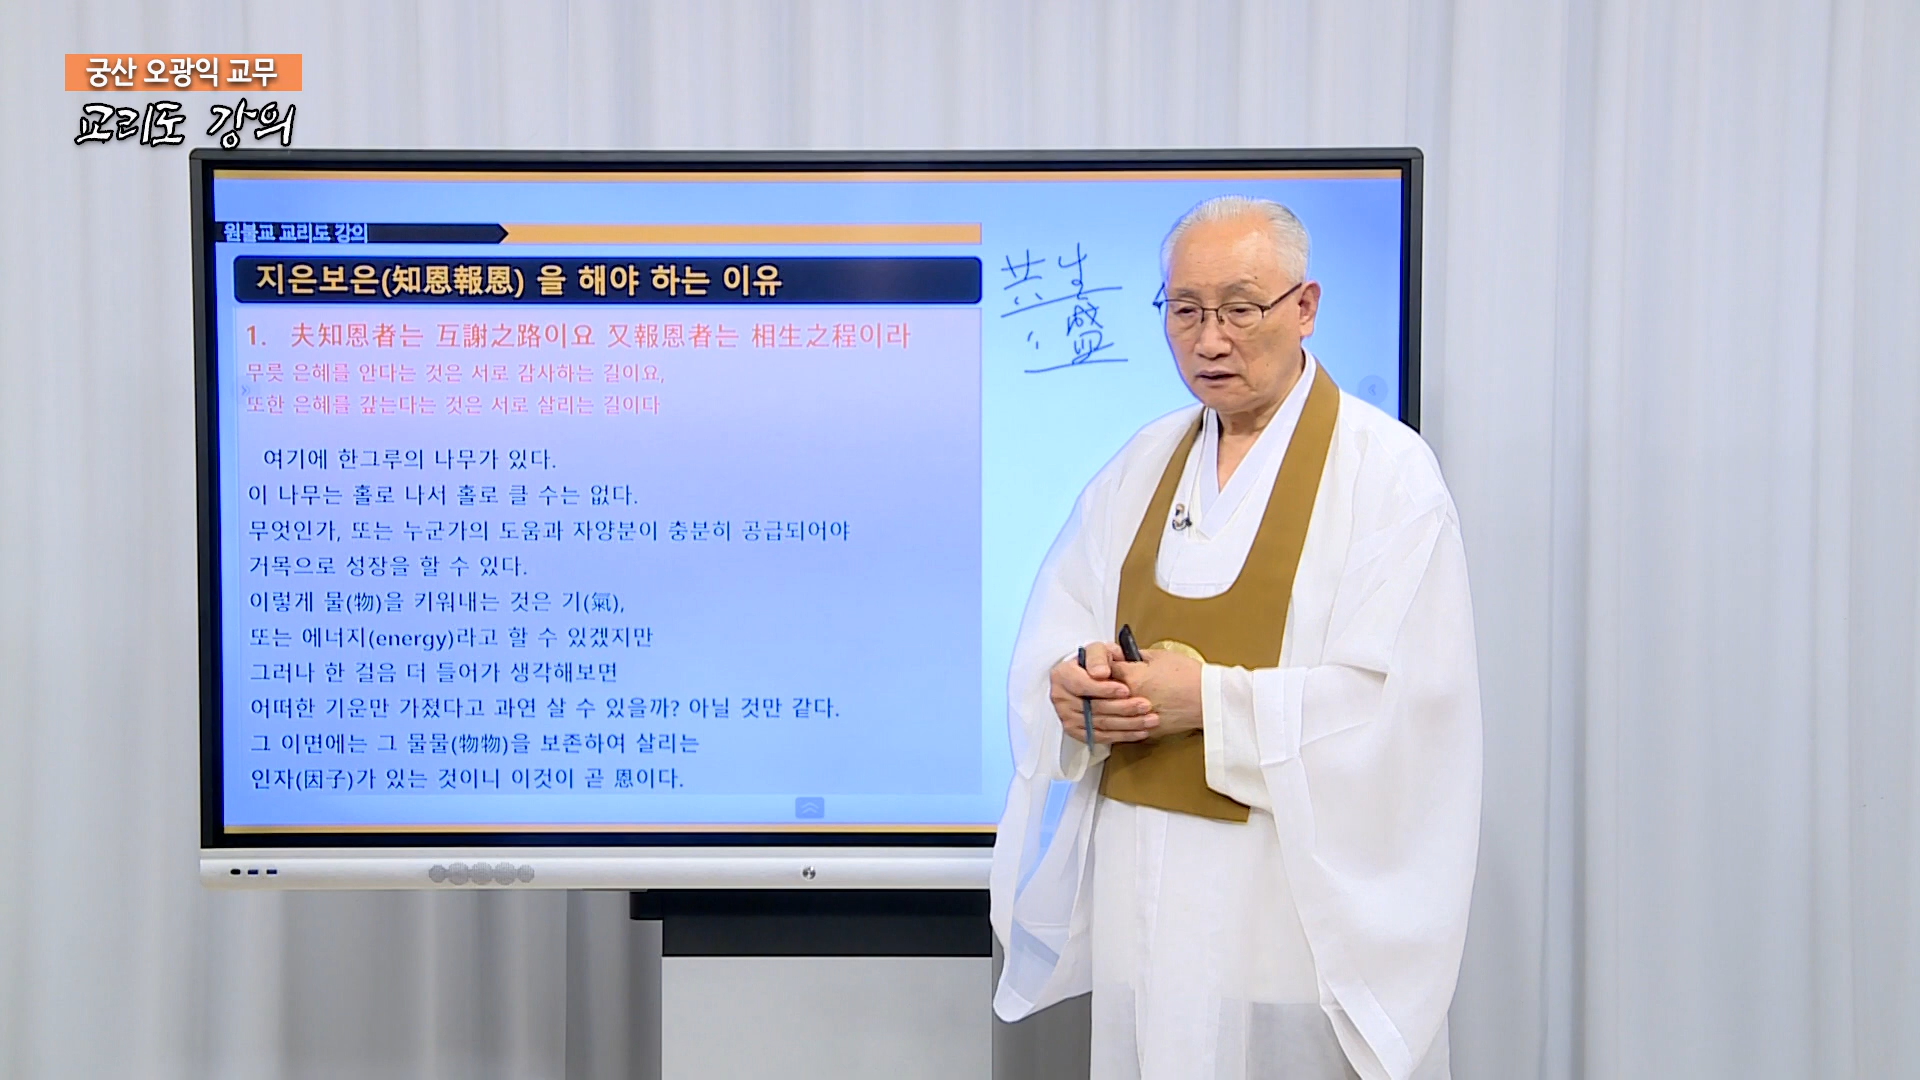 궁산 오광익 교무
교리도 강의
원불교 교리도 강의
지은보은(知恩報恩) 을 해야 하는 이유
1. 夫知恩者는 互謝之路이요 又報恩者는 相生之程이라
무릇 은혜를 안다는 것은 서로 감사하는 길이요,
또한 은혜를 갚는다는 것은 서로 살리는 길이다
여기에 한그루의 나무가 있다.
이 나무는 홀로 나서 홀로 클 수는 없다.
무엇인가, 또는 누군가의 도움과 자양분이 충분히 공급되어야
거목으로 성장을 할 수 있다.
이렇게 물(物)을 키워내는 것은 기(氣),
또는 에너지(energy)라고 할 수 있겠지만
그러나 한 걸음 더 들어가 생각해보면
어떠한 기운만 가졌다고 과연 살 수 있을까? 아닐 것만 같다.
그 이면에는 그 물물(物物)을 보존하여 살리는
인자(因子)가 있는 것이니 이것이 곧 恩이다.
共生